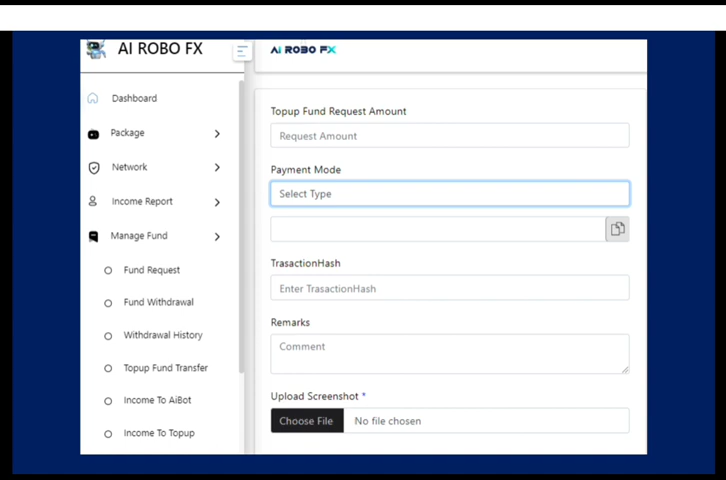 AI ROBO FX
Dashboard
Package
Network
Income Report
Manage Fund
Fund Request
Fund Withdrawal
Withdrawal History
Topup Fund Transfer
Income To AiBot
Income To Topup
Ai ROBO FX
Topup Fund Request Amount
Request Amount
Payment Mode
Select Type
TrasactionHash
Enter TrasactionHash
Remarks
Comment
Upload Screenshot *
Choose File No file chosen